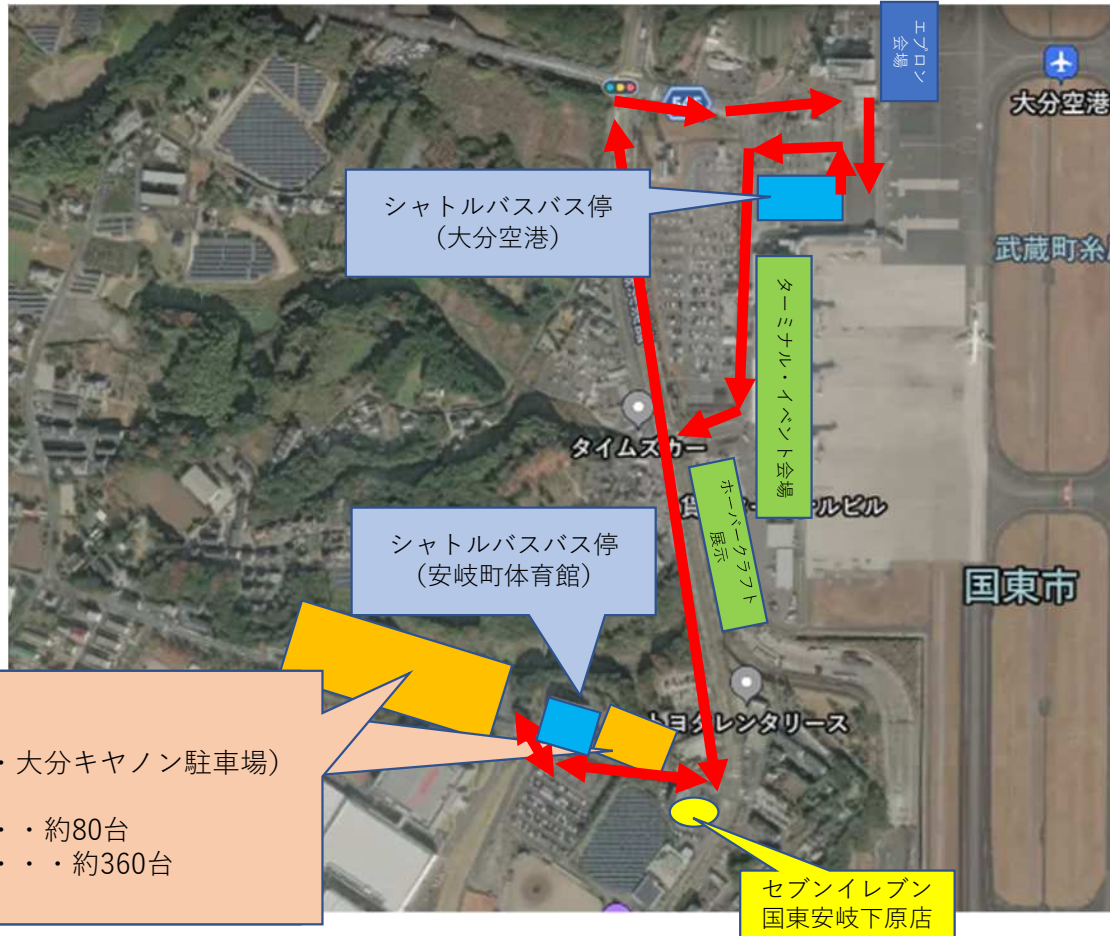 エプロン
会場
大分空港
シャトルバスバス停
（大分空港）
武蔵町糸
ターミナル・イベント会場
タイムズカー
ホーバークラフト
展示
ルビル
シャトルバスバス停
（安岐町体育館）
国東市
トヨタレンタリース
・大分キヤノン駐車場）
・・約80台
・・・約360台
セブンイレブン
国東安岐下原店